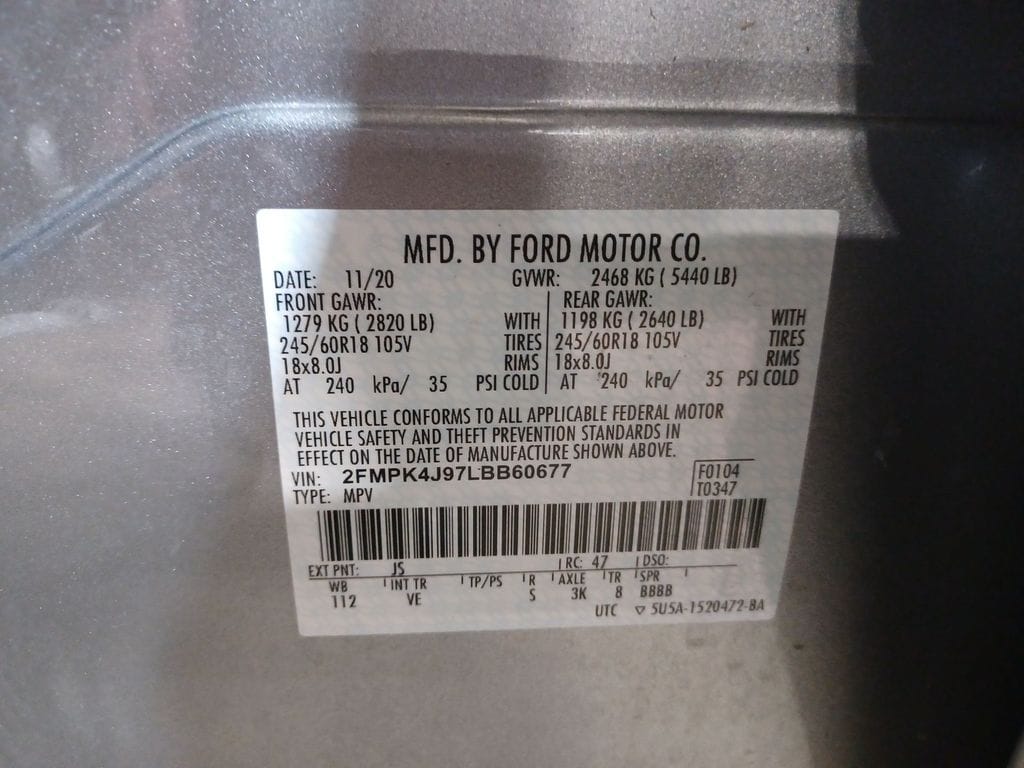 MFD. BY FORD MOTOR CO.
DATE: 11/20 GVWR: 2468 KG ( 5440 LB)
FRONT GAWR: REAR GAWR:
1279 KG ( 2820 LB) WITH 1198 KG ( 2640 LB) WITH
245/60R18 105V TIRES 245/60R18 105V TIRES
18x8.0J RIMS 18x8.0J RIMS
AT 240 kPa/ 35 PSI COLD AT 240 kPa/ 35 PSI COLD
THIS VEHICLE CONFORMS TO ALL APPLICABLE FEDERAL MOTOR
VEHICLE SAFETY AND THEFT PREVENTION STANDARDS IN
EFFECT ON THE DATE OF MANUFACTURE SHOWN ABOVE.
VIN: 2FMPK4J97LBB60677 F0104
TYPE: MPV T0347
EXT PNT: JS RC: 47 DSO:
WB INT TR TP/PS R AXLE TR SPR
112 VE S 3K 8 BBBB
UTC ▽ 5U5A-1520472-BA